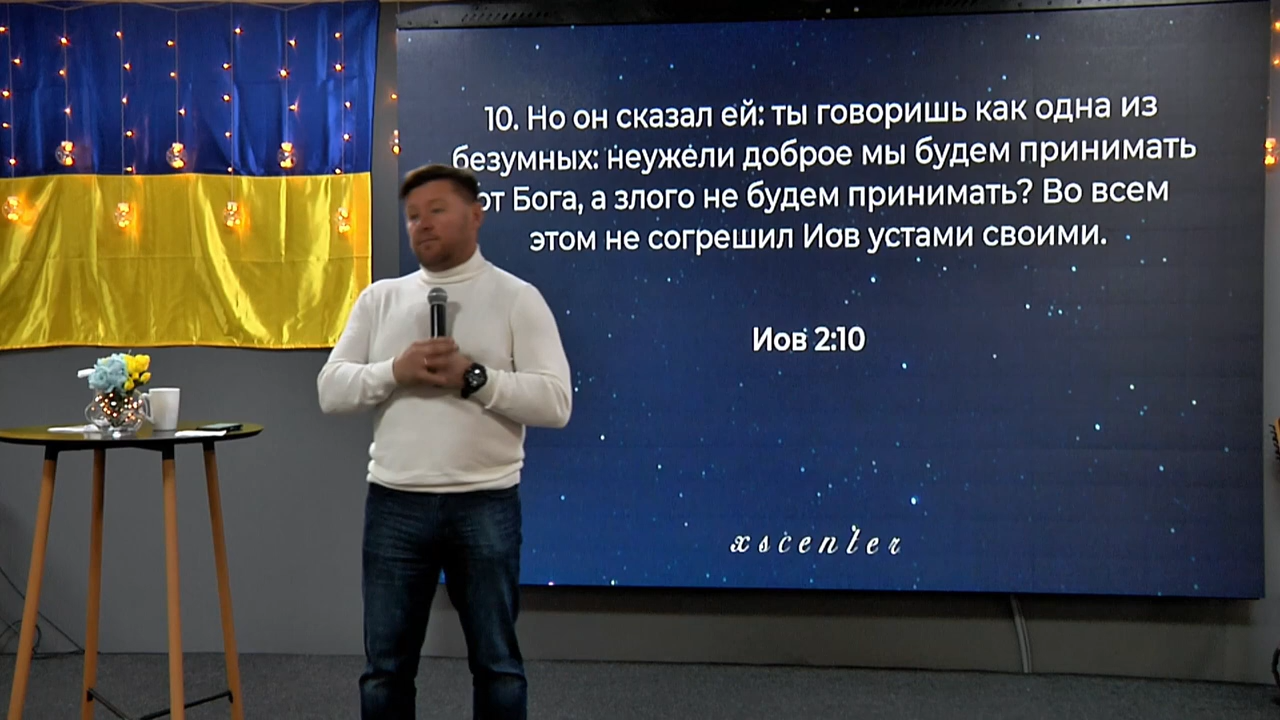 10. Но он сказал ей: ты говоришь как одна из
безумных: неужели доброе мы будем принимать
от Бога, а злого не будем принимать? Во всем
этом не согрешил Иов устами своими.
Иов 2:10
xscenter